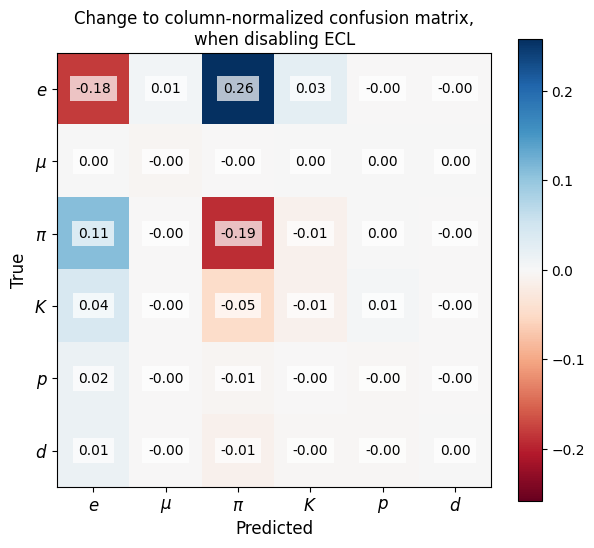 Change to column-normalized confusion matrix,
when disabling ECL
e -0.18 0.01 0.26 0.03 -0.00 -0.00
μ 0.00 -0.00 -0.00 0.00 0.00 0.00
π 0.11 -0.00 -0.19 -0.01 0.00 -0.00
K 0.04 -0.00 -0.05 -0.01 0.01 -0.00
p 0.02 -0.00 -0.01 -0.00 -0.00 -0.00
d 0.01 -0.00 -0.01 -0.00 -0.00 0.00
e μ π K p d
Predicted
True
0.2
0.1
0.0
−0.1
−0.2